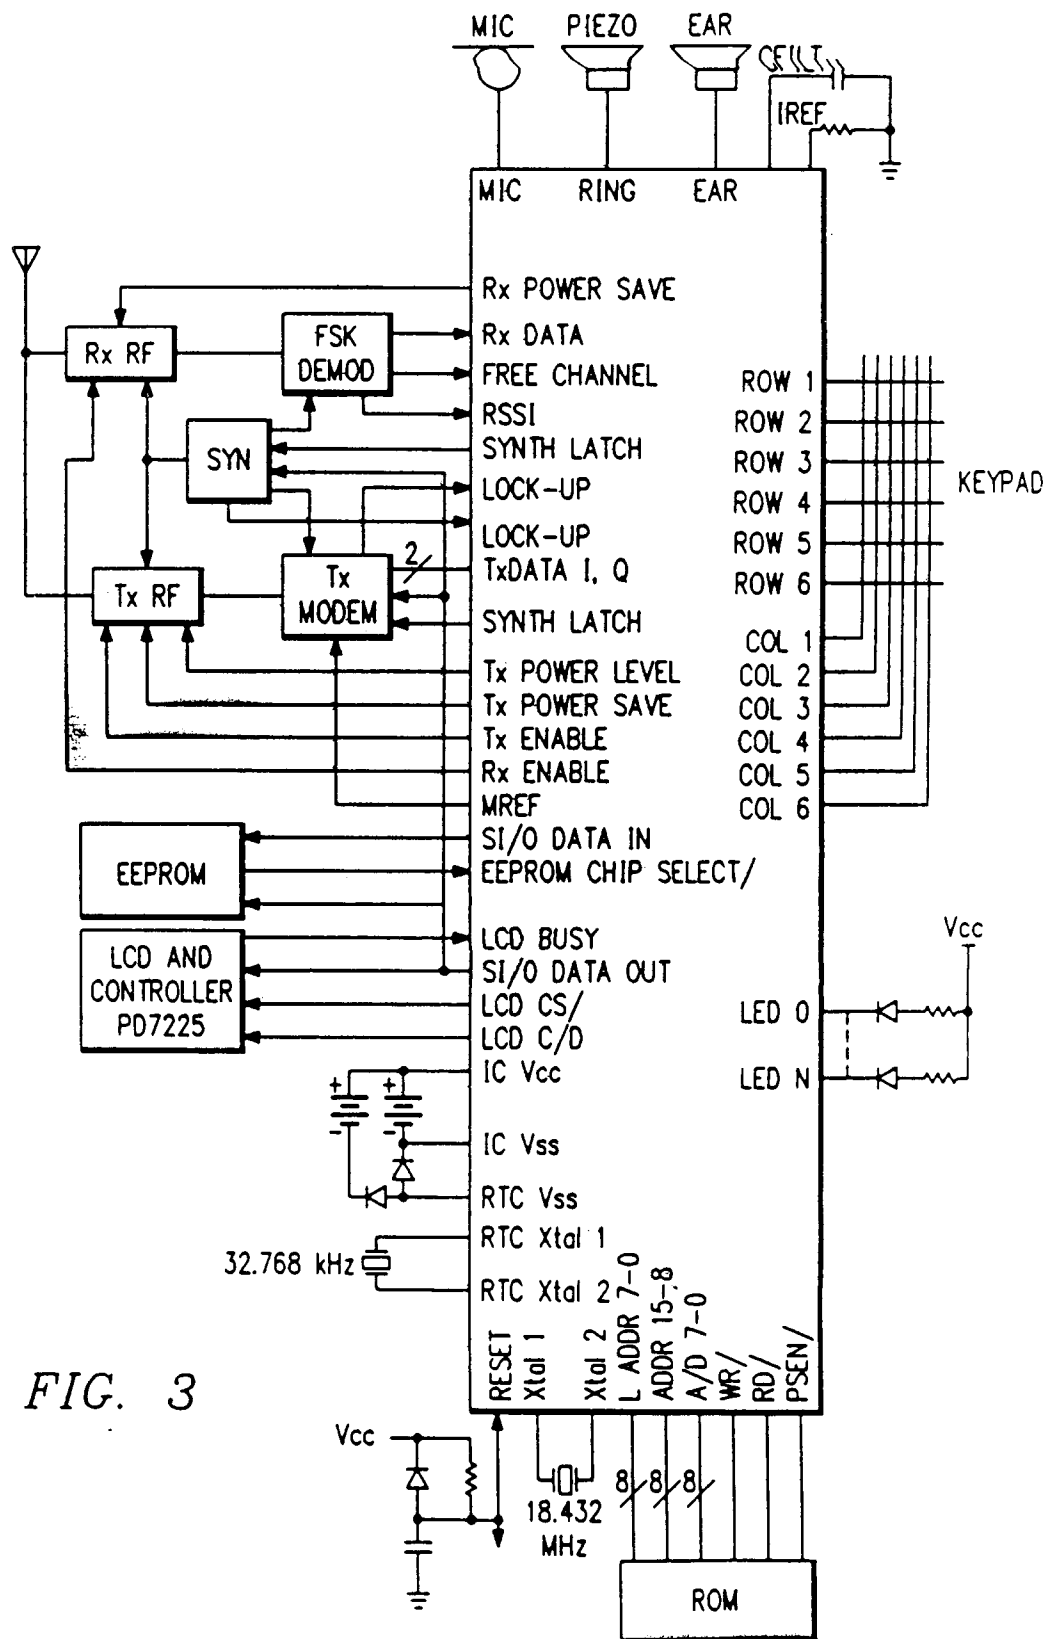 MIC PIEZO EAR
CFILT
IREF
MIC RING EAR
Rx POWER SAVE
Rx RF
FSK
DEMOD
Rx DATA
FREE CHANNEL
RSSI
SYN
SYNTH LATCH
LOCK-UP
LOCK-UP
2
TxDATA I, Q
Tx RF
Tx
MODEM
SYNTH LATCH
Tx POWER LEVEL
Tx POWER SAVE
Tx ENABLE
Rx ENABLE
MREF
ROW 1
ROW 2
ROW 3
ROW 4
ROW 5
ROW 6
KEYPAD
COL 1
COL 2
COL 3
COL 4
COL 5
COL 6
EEPROM
SI/O DATA IN
EEPROM CHIP SELECT/
LCD AND
CONTROLLER
PD7225
LCD BUSY
SI/O DATA OUT
LCD CS/
LCD C/D
Vcc
LED 0
LED N
IC Vcc
+ +
- -
IC Vss
RTC Vss
RTC Xtal 1
32.768 kHz
RTC Xtal 2
RESET
Xtal 1
Xtal 2
L ADDR 7-0
ADDR 15-8
A/D 7-0
WR/
RD/
PSEN/
FIG. 3
Vcc
18.432
MHz
8 8 8
ROM